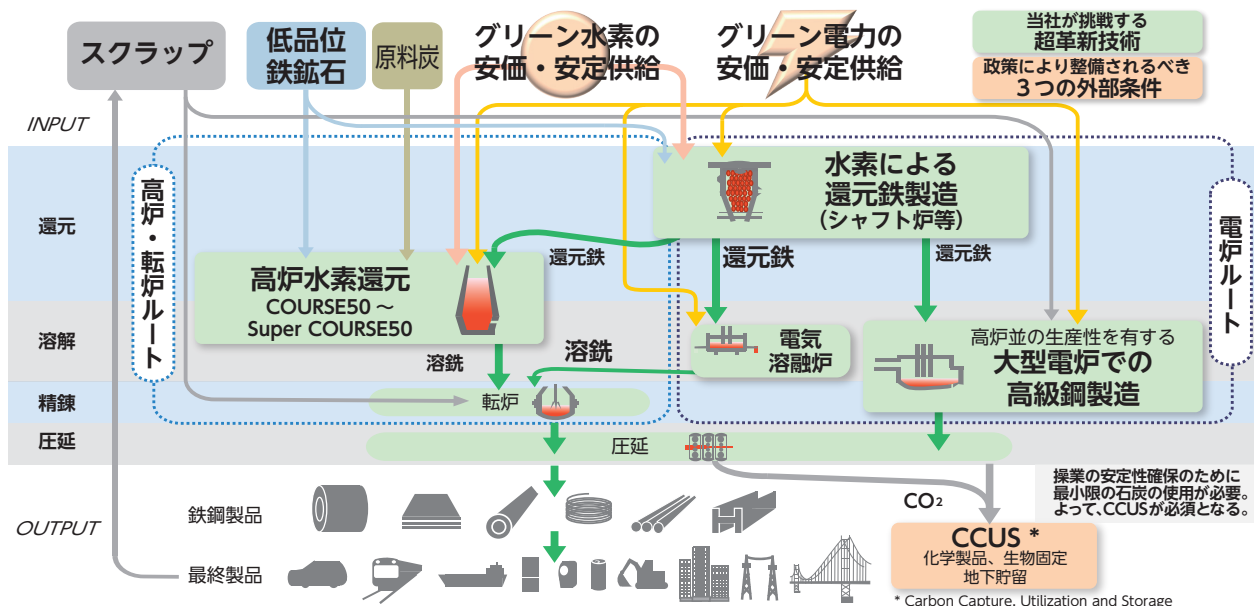 スクラップ
低品位
鉄鉱石
原料炭
グリーン水素の
安価・安定供給
グリーン電力の
安価・安定供給
当社が挑戦する
超革新技術
政策により整備されるべき
3つの外部条件
INPUT
還元
溶解
精錬
圧延
OUTPUT
高炉・転炉ルート
電炉ルート
水素による
還元鉄製造
(シャフト炉等)
還元鉄
還元鉄
還元鉄
高炉水素還元
COURSE50 ~
Super COURSE50
溶銑
溶銑
電気
溶融炉
高炉並の生産性を有する
大型電炉での
高級鋼製造
転炉
圧延
鉄鋼製品
最終製品
CO2
操業の安定性確保のために
最小限の石炭の使用が必要。
よって、CCUSが必須となる。
CCUS *
化学製品、生物固定
地下貯留
* Carbon Capture, Utilization and Storage